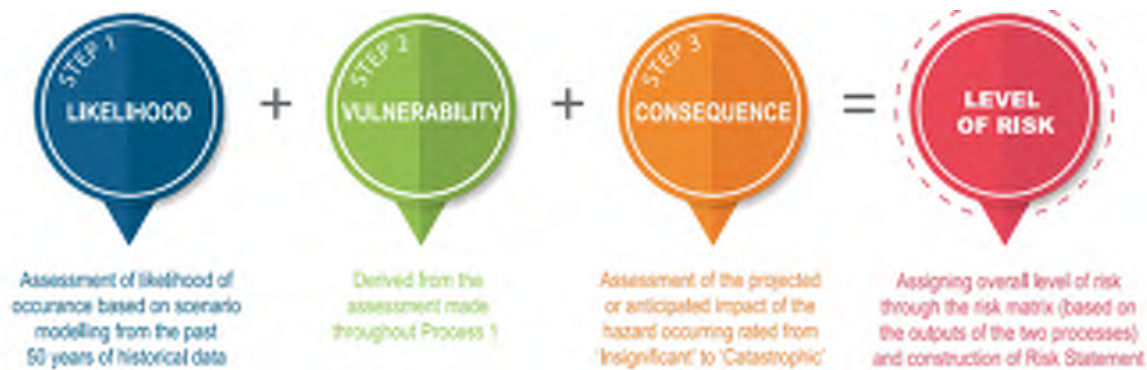 STEP 1
LIKELIHOOD
+
STEP 2
VULNERABILITY
+
STEP 3
CONSEQUENCE
=
LEVEL
OF RISK
Assessment of likelihood of
occurance based on scenario
modelling from the past
50 years of historical data
Derived from the
assessment made
throughout Process 1
Assessment of the projected
or anticipated impact of the
hazard occurring rated from
'Insignificant' to 'Catastrophic'
Assigning overall level of risk
through the risk matrix (based on
the outputs of the two processes)
and construction of Risk Statement